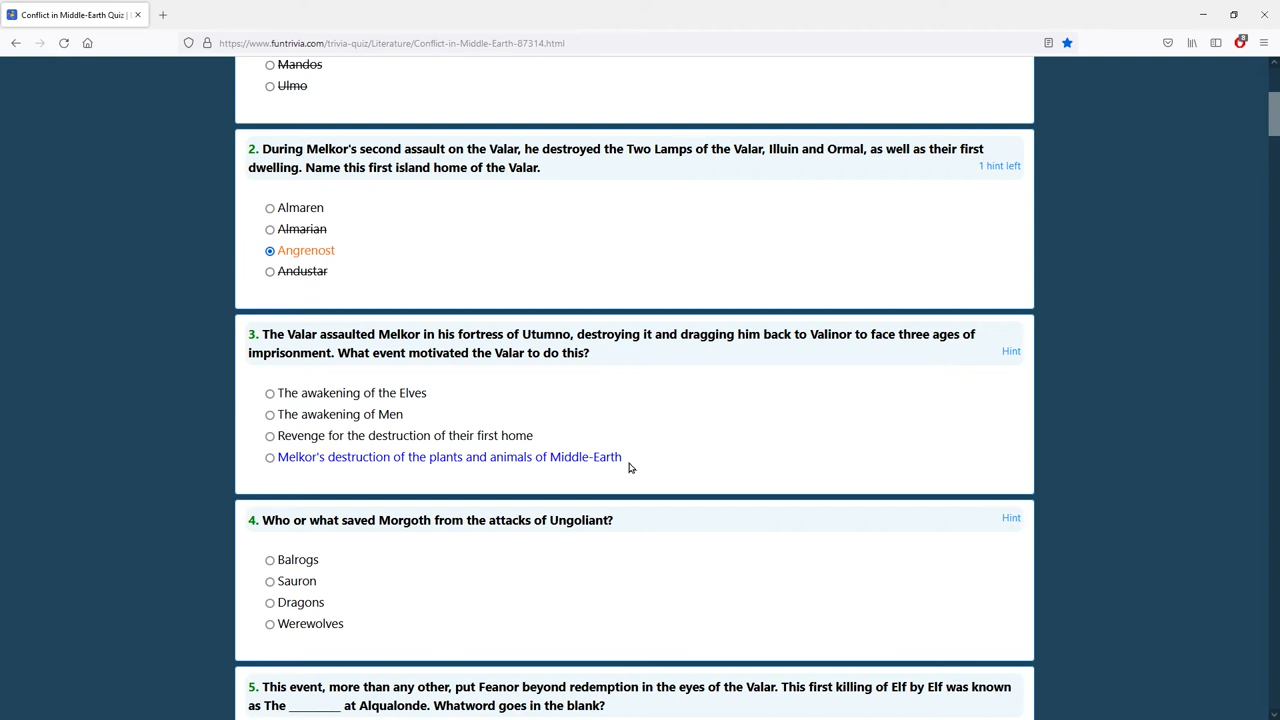 Conflict in Middle-Earth Quiz |
https://www.funtrivia.com/trivia-quiz/Literature/Conflict-in-Middle-Earth-87314.html
Mandos
Ulmo
2. During Melkor's second assault on the Valar, he destroyed the Two Lamps of the Valar, Illuin and Ormal, as well as their first
dwelling. Name this first island home of the Valar.
1 hint left
Almaren
Almarian
Angrenost
Andustar
3. The Valar assaulted Melkor in his fortress of Utumno, destroying it and dragging him back to Valinor to face three ages of
imprisonment. What event motivated the Valar to do this?
Hint
The awakening of the Elves
The awakening of Men
Revenge for the destruction of their first home
Melkor's destruction of the plants and animals of Middle-Earth
4. Who or what saved Morgoth from the attacks of Ungoliant?
Hint
Balrogs
Sauron
Dragons
Werewolves
5. This event, more than any other, put Feanor beyond redemption in the eyes of the Valar. This first killing of Elf by Elf was known
as The ________ at Alqualonde. Whatword goes in the blank?